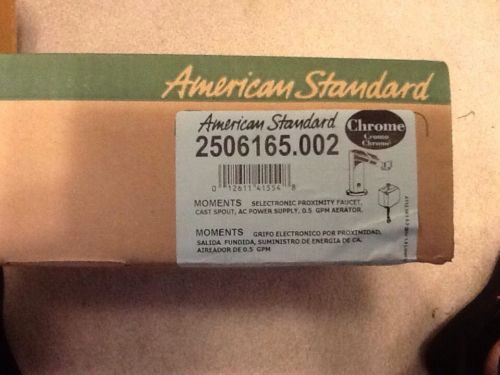 American Standard
American Standard
Chrome
Cromo
Chromé
2506165.002
0 12611 41554 8
MOMENTS SELECTRONIC PROXIMITY FAUCET,
CAST SPOUT, AC POWER SUPPLY, 0.5 GPM AERATOR.
MOMENTS GRIFO ELECTRONICO POR PROXIMIDAD,
SALIDA FUNDIDA, SUMINISTRO DE ENERGIA DE CA.
AIREADOR DE 0.5 GPM